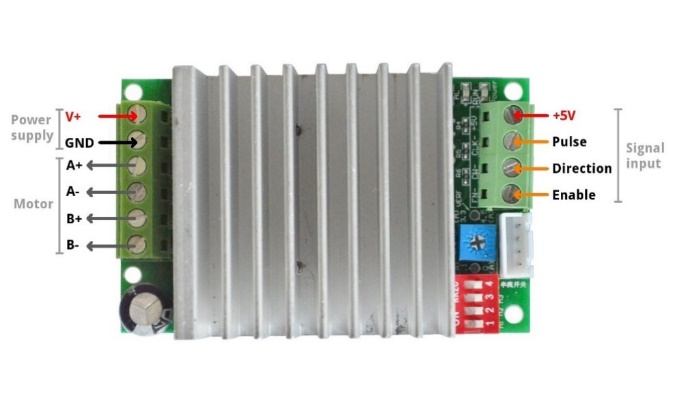 Power
supply
V+
GND
Motor
A+
A-
B+
B-
+5V
Pulse
Direction
Enable
Signal
input
ON
1 2 3 4